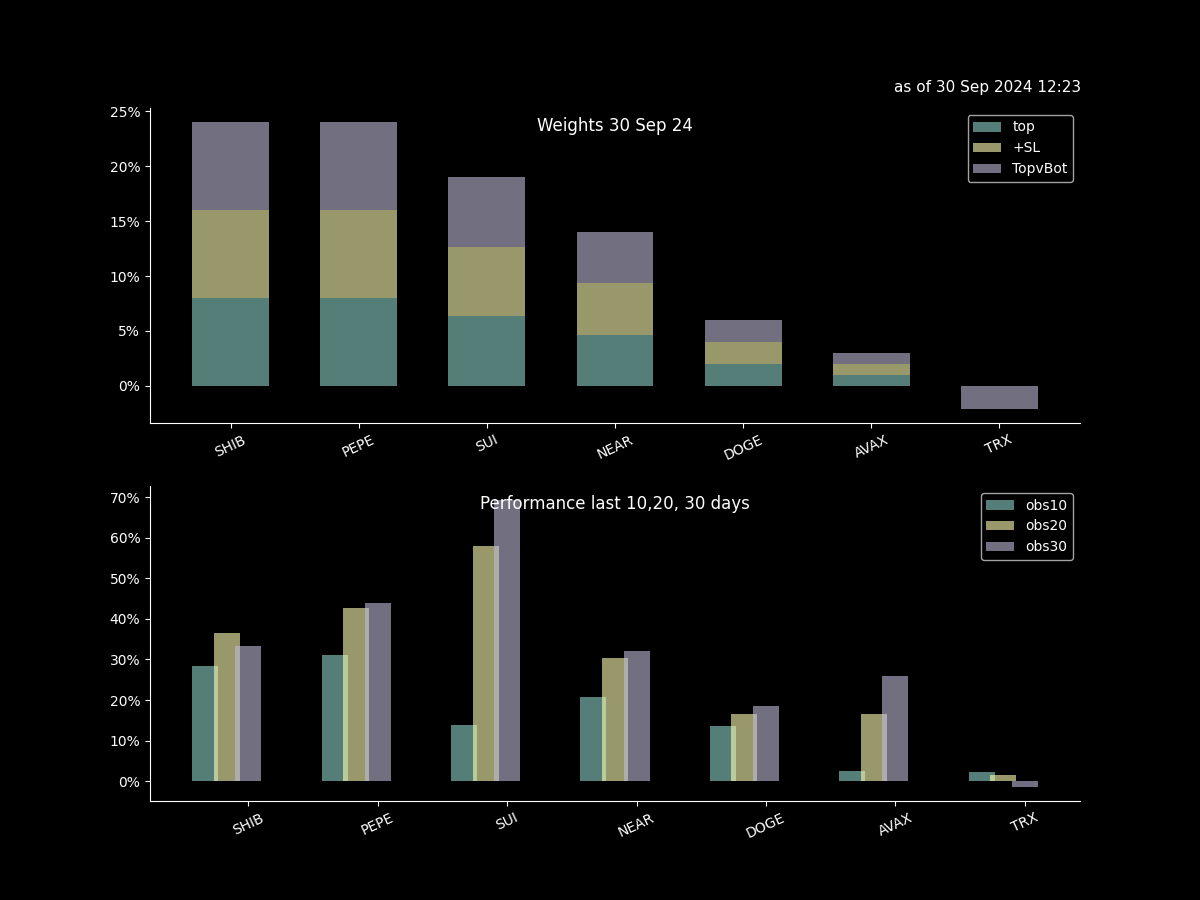 as of 30 Sep 2024 12:23
Weights 30 Sep 24
top
+SL
TopvBot
25%
20%
15%
10%
5%
0%
SHIB PEPE SUI NEAR DOGE AVAX TRX
Performance last 10,20, 30 days
obs10
obs20
obs30
70%
60%
50%
40%
30%
20%
10%
0%
SHIB PEPE SUI NEAR DOGE AVAX TRX